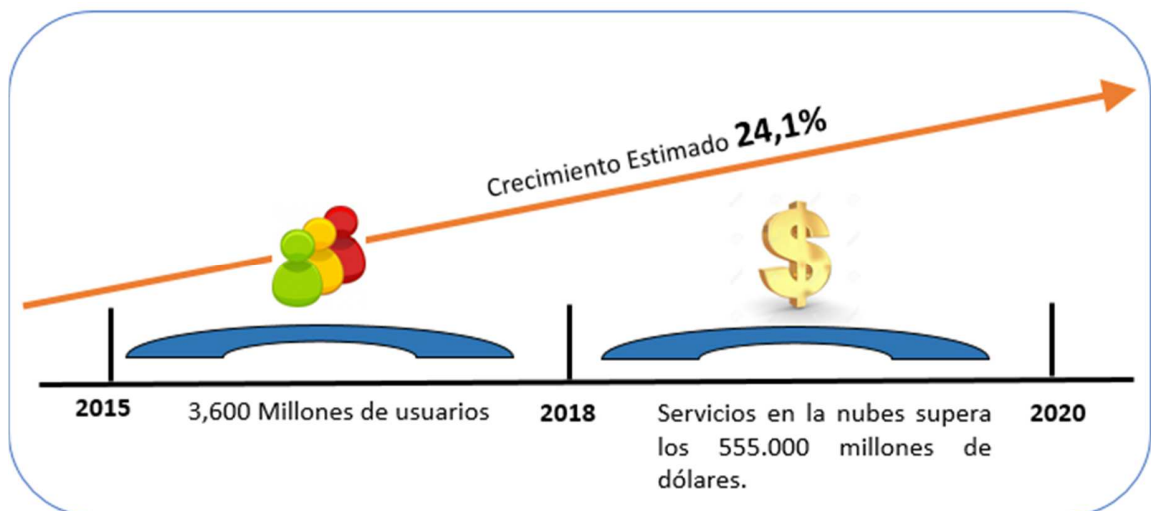 Crecimiento Estimado 24,1%
2015
3,600 Millones de usuarios
2018
Servicios en la nubes supera
los 555.000 millones de
dólares.
2020